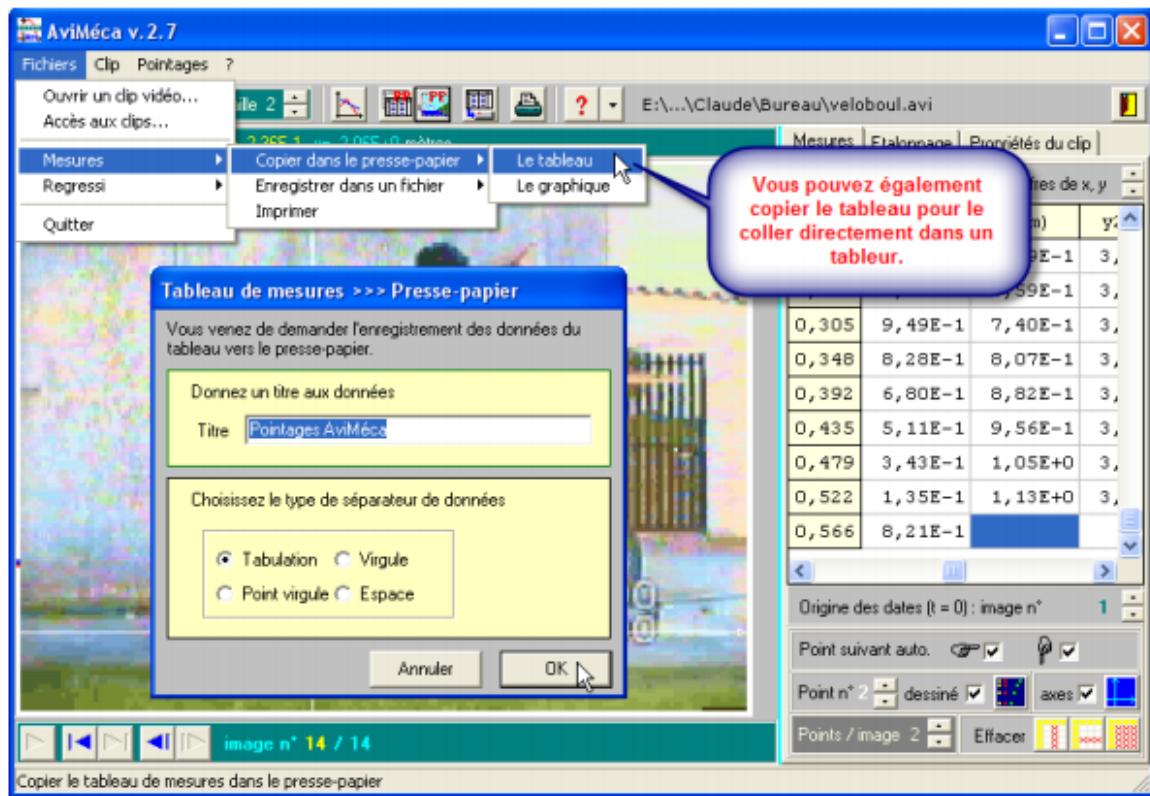 AviMéca v.2.7
Fichiers Clip Pointages ?
Ouvrir un clip vidéo...
Accès aux clips...
Mesures
Regressi
Quitter
Copier dans le presse-papier
Enregistrer dans un fichier
Imprimer
Le tableau
Le graphique
2
E:\...\Claude\Bureau\veloboul.avi
mètres
Mesures Etalonnage Propriétés du clip
Vous pouvez également
copier le tableau pour le
coller directement dans un
tableur.
de x, y
Tableau de mesures >>> Presse-papier
Vous venez de demander l'enregistrement des données du
tableau vers le presse-papier.
Donnez un titre aux données
Titre Pointages AviMéca
Choisissez le type de séparateur de données
Tabulation Virgule
Point virgule Espace
Annuler OK
0,305 9,49E-1 7,40E-1 3,
0,348 8,28E-1 8,07E-1 3,
0,392 6,80E-1 8,82E-1 3,
0,435 5,11E-1 9,56E-1 3,
0,479 3,43E-1 1,05E+0 3,
0,522 1,35E-1 1,13E+0 3,
0,566 8,21E-1
Origine des dates (t = 0) : image n° 1
Point suivant auto.
Point n° 2 dessiné axes
Points / image 2 Effacer
image n° 14 / 14
Copier le tableau de mesures dans le presse-papier